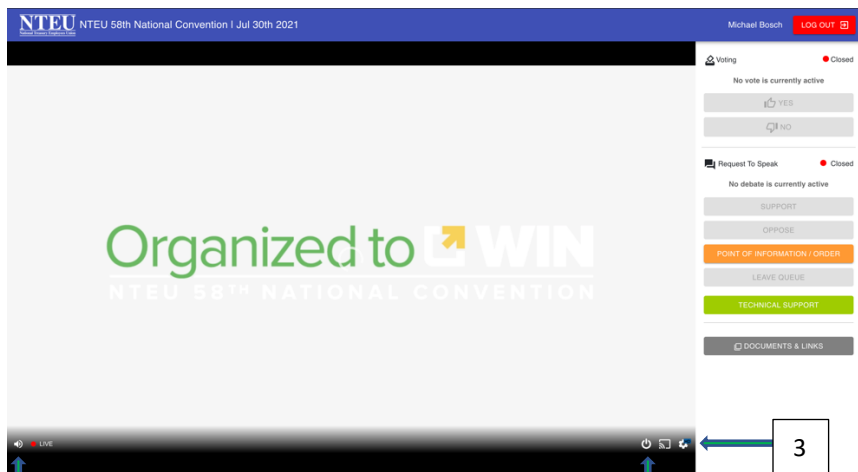 NTEU NTEU 58th National Convention | Jul 30th 2021
National Treasury Employees Union
Michael Bosch LOG OUT
Voting Closed
No vote is currently active
YES
NO
Request To Speak Closed
No debate is currently active
SUPPORT
OPPOSE
POINT OF INFORMATION / ORDER
LEAVE QUEUE
TECHNICAL SUPPORT
DOCUMENTS & LINKS
Organized to WIN
NTEU 58TH NATIONAL CONVENTION
LIVE
3